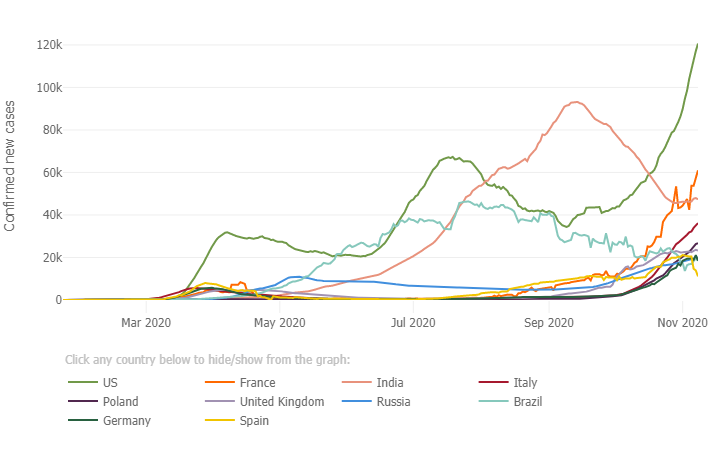 Confirmed new cases
120k
100k
80k
60k
40k
20k
0
Mar 2020 May 2020 Jul 2020 Sep 2020 Nov 2020
Click any country below to hide/show from the graph:
US France India Italy
Poland United Kingdom Russia Brazil
Germany Spain